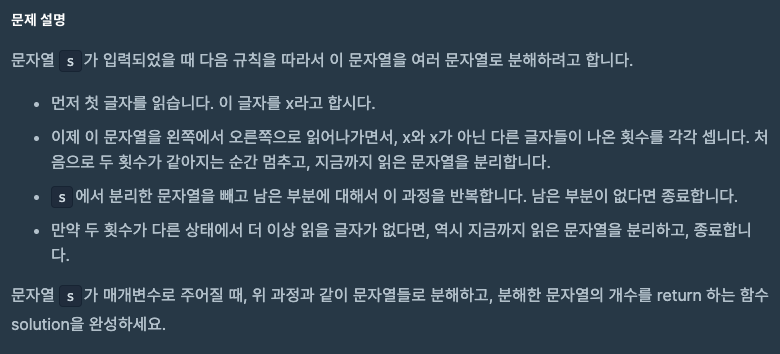 문제 설명
문자열 s가 입력되었을 때 다음 규칙을 따라서 이 문자열을 여러 문자열로 분해하려고 합니다.
• 먼저 첫 글자를 읽습니다. 이 글자를 x라고 합시다.
• 이제 이 문자열을 왼쪽에서 오른쪽으로 읽어나가면서, x와 x가 아닌 다른 글자들이 나온 횟수를 각각 셉니다. 처
음으로 두 횟수가 같아지는 순간 멈추고, 지금까지 읽은 문자열을 분리합니다.
• s에서 분리한 문자열을 빼고 남은 부분에 대해서 이 과정을 반복합니다. 남은 부분이 없다면 종료합니다.
• 만약 두 횟수가 다른 상태에서 더 이상 읽을 글자가 없다면, 역시 지금까지 읽은 문자열을 분리하고, 종료합니
다.
문자열 s가 매개변수로 주어질 때, 위 과정과 같이 문자열들로 분해하고, 분해한 문자열의 개수를 return 하는 함수
solution을 완성하세요.